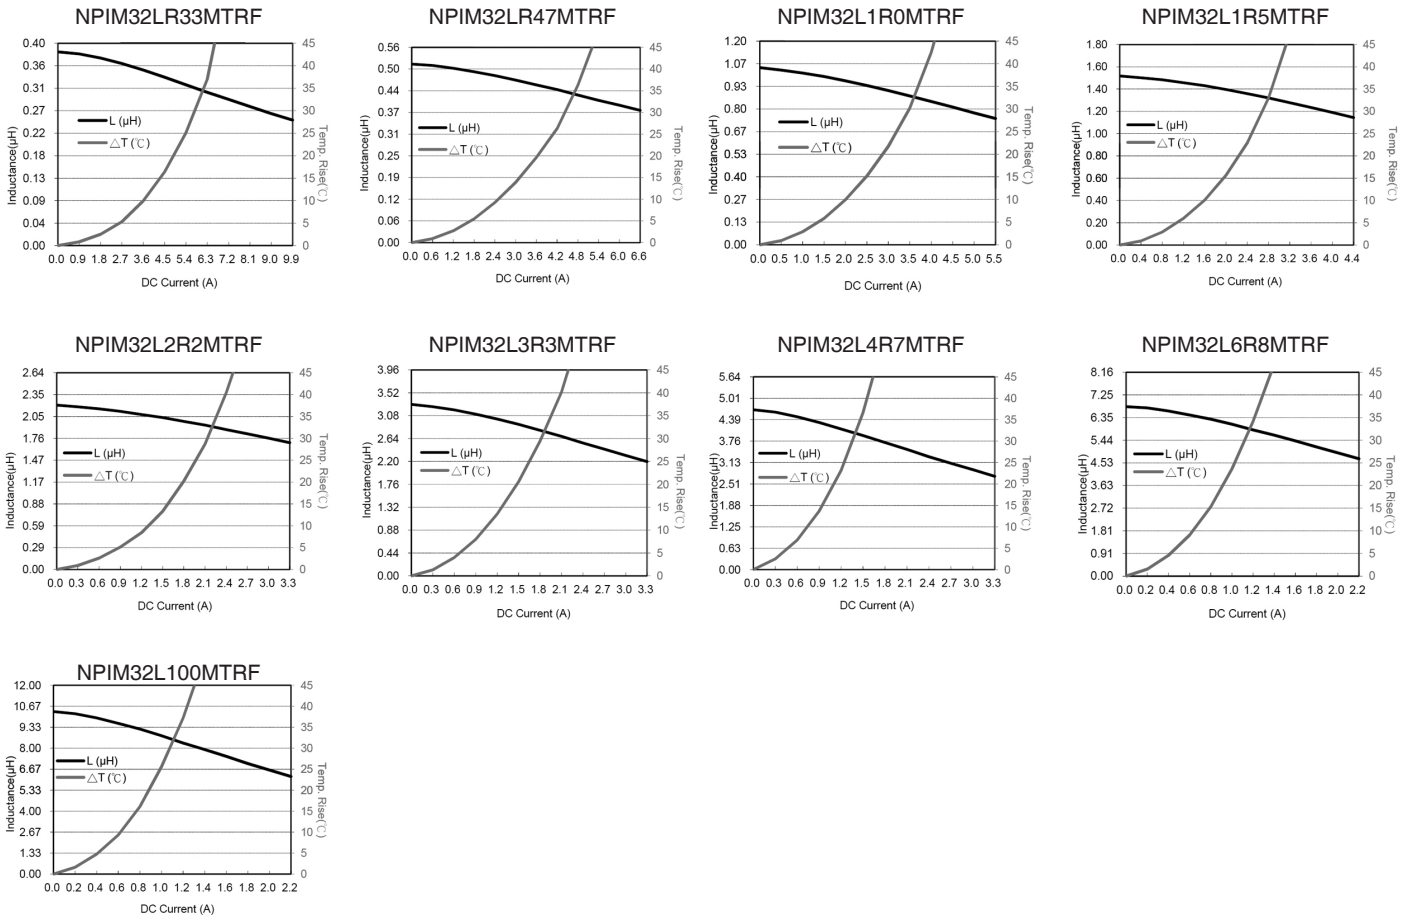 NPIM32LR33MTRF
0.40
0.36
0.31
0.27
0.22
0.18
0.13
0.09
0.04
0.00
Inductance(μH)
L (μH)
△T (℃)
45
40
35
30
25
20
15
10
5
0
Temp. Rise(℃)
0.0 0.9 1.8 2.7 3.6 4.5 5.4 6.3 7.2 8.1 9.0 9.9
DC Current (A)
NPIM32LR47MTRF
0.56
0.50
0.44
0.37
0.31
0.25
0.19
0.12
0.06
0.00
Inductance(μH)
L (μH)
△T (℃)
45
40
35
30
25
20
15
10
5
0
Temp. Rise(℃)
0.0 0.6 1.2 1.8 2.4 3.0 3.6 4.2 4.8 5.4 6.0 6.6
DC Current (A)
NPIM32L1R0MTRF
1.20
1.07
0.93
0.80
0.67
0.53
0.40
0.27
0.13
0.00
Inductance(μH)
L (μH)
△T (℃)
45
40
35
30
25
20
15
10
5
0
Temp. Rise(℃)
0.0 0.5 1.0 1.5 2.0 2.5 3.0 3.5 4.0 4.5 5.0 5.5
DC Current (A)
NPIM32L1R5MTRF
1.80
1.60
1.40
1.20
1.00
0.80
0.60
0.40
0.20
0.00
Inductance(μH)
L (μH)
△T (℃)
45
40
35
30
25
20
15
10
5
0
Temp. Rise(℃)
0.0 0.4 0.8 1.2 1.6 2.0 2.4 2.8 3.2 3.6 4.0 4.4
DC Current (A)
NPIM32L2R2MTRF
2.64
2.35
2.05
1.76
1.47
1.17
0.88
0.59
0.29
0.00
Inductance(μH)
L (μH)
△T (℃)
45
40
35
30
25
20
15
10
5
0
Temp. Rise(℃)
0.0 0.3 0.6 0.9 1.2 1.5 1.8 2.1 2.4 2.7 3.0 3.3
DC Current (A)
NPIM32L3R3MTRF
3.96
3.52
3.08
2.64
2.20
1.76
1.32
0.88
0.44
0.00
Inductance(μH)
L (μH)
△T (℃)
45
40
35
30
25
20
15
10
5
0
Temp. Rise(℃)
0.0 0.3 0.6 0.9 1.2 1.5 1.8 2.1 2.4 2.7 3.0 3.3
DC Current (A)
NPIM32L4R7MTRF
5.64
5.01
4.39
3.76
3.13
2.51
1.88
1.25
0.63
0.00
Inductance(μH)
L (μH)
△T (℃)
45
40
35
30
25
20
15
10
5
0
Temp. Rise(℃)
0.0 0.3 0.6 0.9 1.2 1.5 1.8 2.1 2.4 2.7 3.0 3.3
DC Current (A)
NPIM32L6R8MTRF
8.16
7.25
6.35
5.44
4.53
3.63
2.72
1.81
0.91
0.00
Inductance(μH)
L (μH)
△T (℃)
45
40
35
30
25
20
15
10
5
0
Temp. Rise(℃)
0.0 0.2 0.4 0.6 0.8 1.0 1.2 1.4 1.6 1.8 2.0 2.2
DC Current (A)
NPIM32L100MTRF
12.00
10.67
9.33
8.00
6.67
5.33
4.00
2.67
1.33
0.00
Inductance(μH)
L (μH)
△T (℃)
45
40
35
30
25
20
15
10
5
0
Temp. Rise(℃)
0.0 0.2 0.4 0.6 0.8 1.0 1.2 1.4 1.6 1.8 2.0 2.2
DC Current (A)